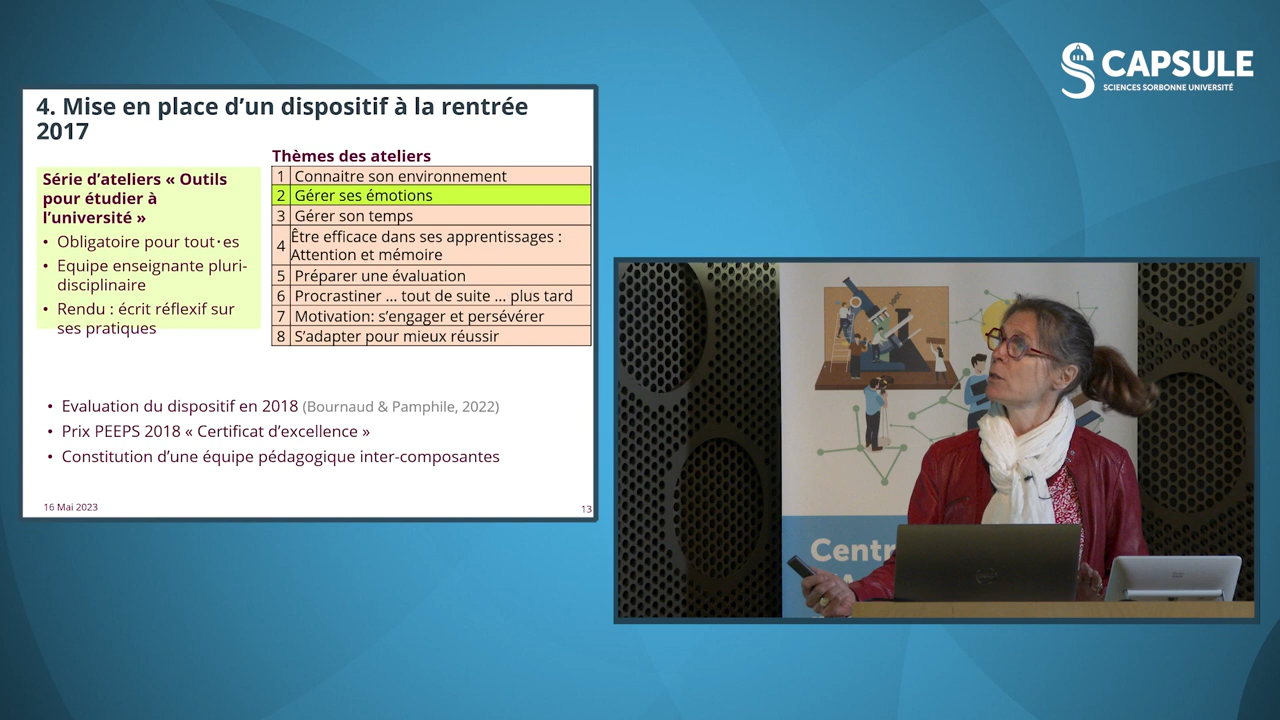 CAPSULE
SCIENCES SORBONNE UNIVERSITÉ
4. Mise en place d’un dispositif à la rentrée
2017
Série d’ateliers « Outils
pour étudier à
l’université »
• Obligatoire pour tout·es
• Equipe enseignante pluri-
disciplinaire
• Rendu : écrit réflexif sur
ses pratiques
Thèmes des ateliers
1 Connaitre son environnement
2 Gérer ses émotions
3 Gérer son temps
4 Être efficace dans ses apprentissages :
Attention et mémoire
5 Préparer une évaluation
6 Procrastiner … tout de suite … plus tard
7 Motivation: s’engager et persévérer
8 S’adapter pour mieux réussir
• Evaluation du dispositif en 2018 (Bournaud & Pamphile, 2022)
• Prix PEEPS 2018 « Certificat d’excellence »
• Constitution d’une équipe pédagogique inter-composantes
16 Mai 2023
13
Centr